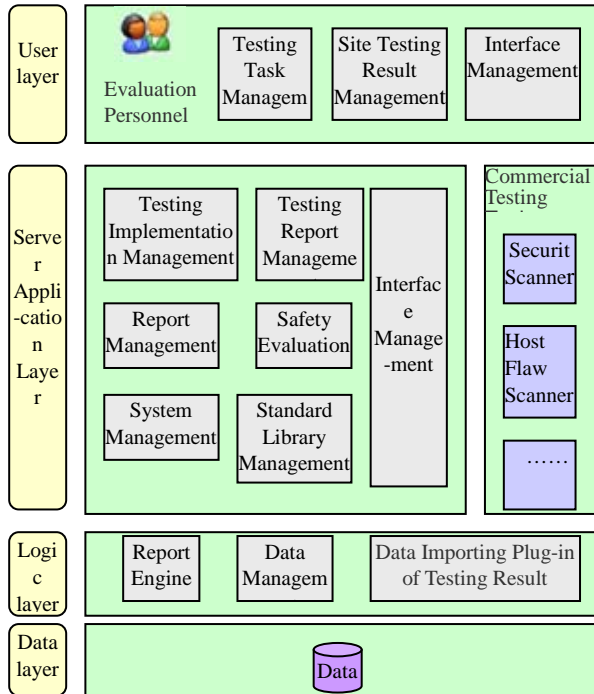 User
layer
Evaluation
Personnel
Testing
Task
Managem
Site Testing
Result
Management
Interface
Management
Serve
r
Appli
-catio
n
Layer
Testing
Implementatio
n Management
Testing
Report
Manageme
Report
Management
Safety
Evaluation
System
Management
Standard
Library
Management
Interfac
e
Manage
-ment
Commercial
Testing
Securit
Scanner
Host
Flaw
Scanner
……
Logi
c
layer
Report
Engine
Data
Managem
Data Importing Plug-in
of Testing Result
Data
layer
Data